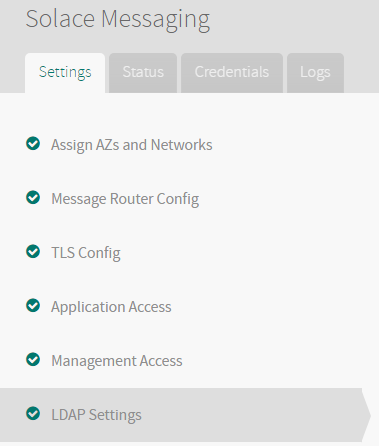 Solace Messaging
Settings Status Credentials Logs
Assign AZs and Networks
Message Router Config
TLS Config
Application Access
Management Access
LDAP Settings